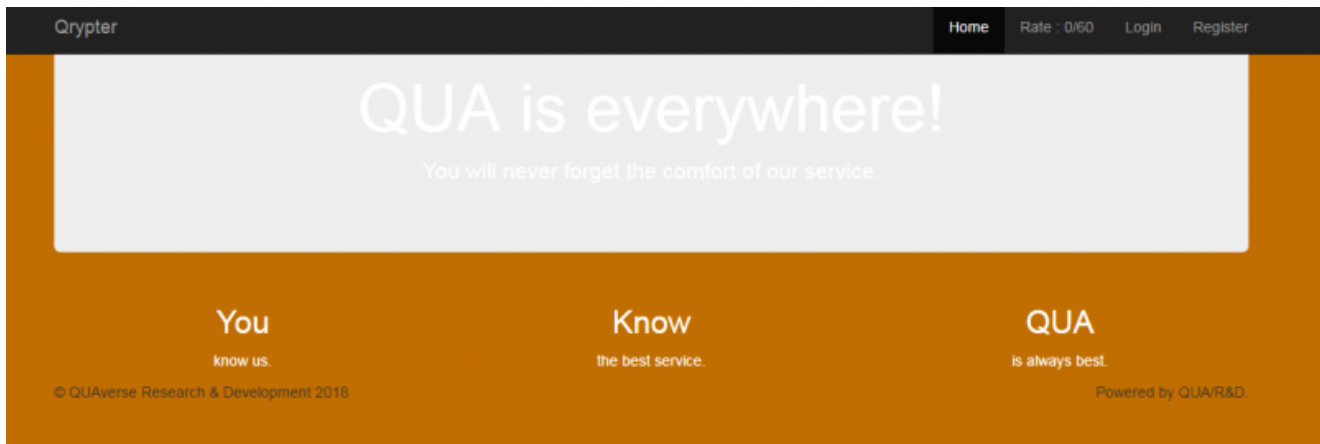 Qrypter Home Rate : 0/60 Login Register
QUA is everywhere!
You will never forget the comfort of our service.
You Know QUA
know us. the best service. is always best.
© QUAverse Research & Development 2018 Powered by QUA/R&D.